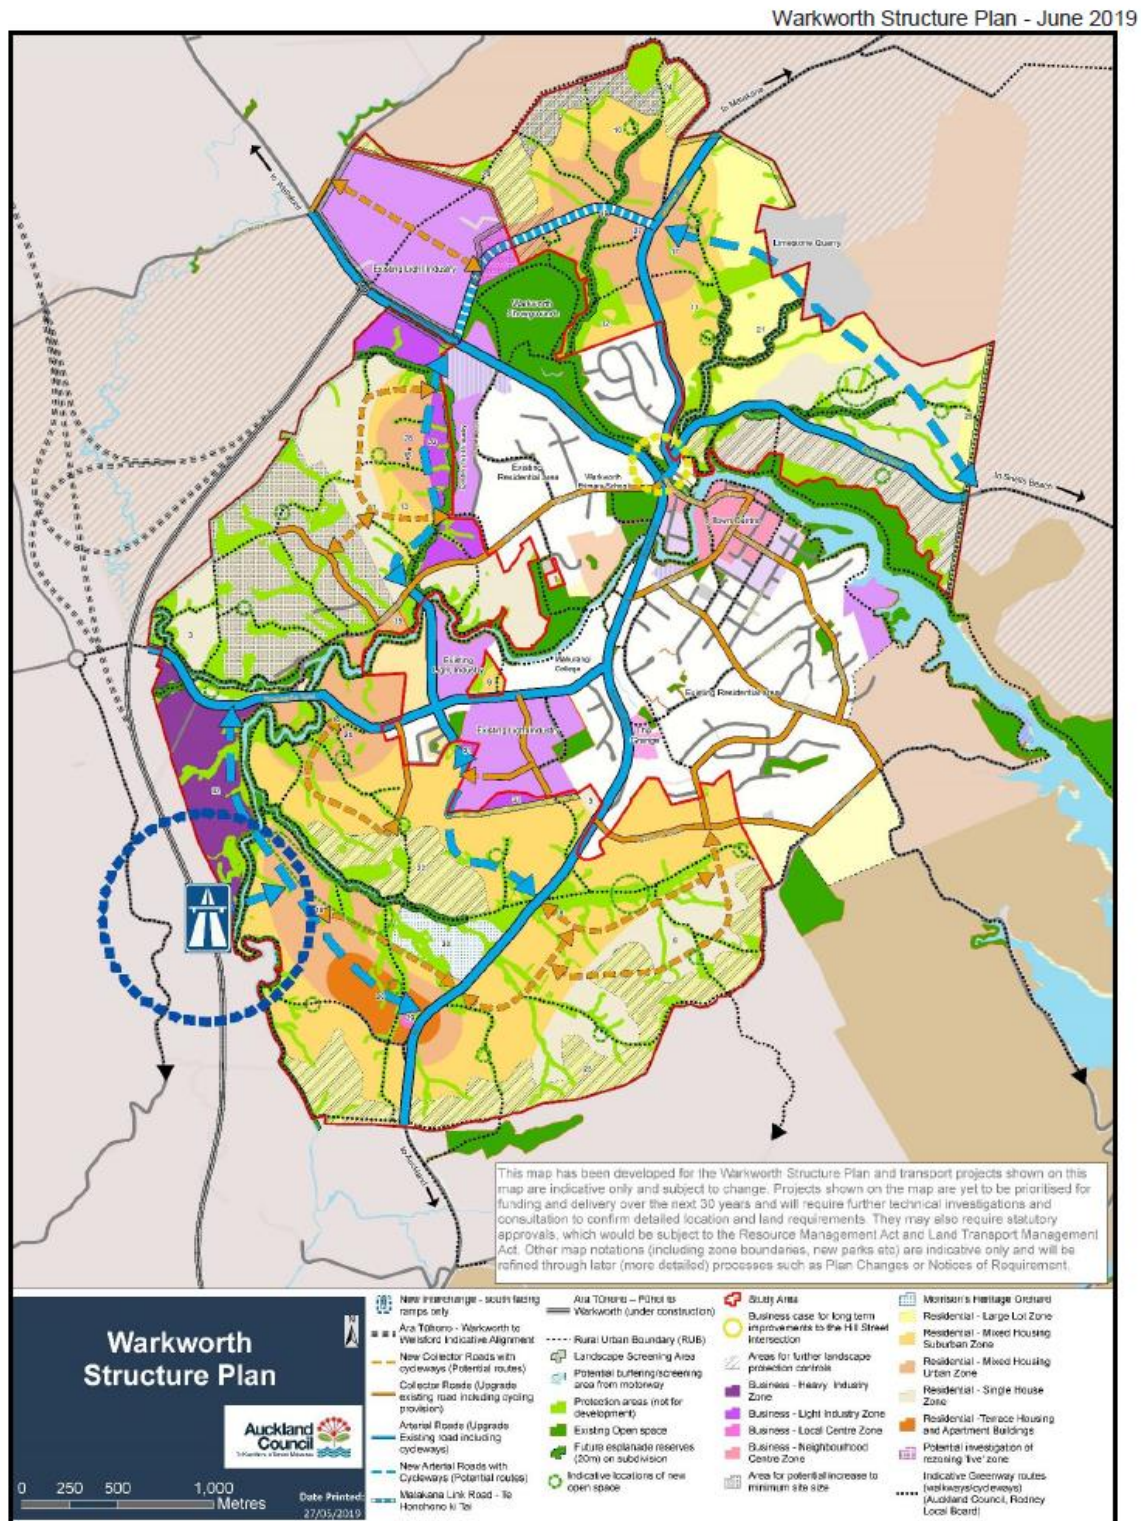 Warkworth Structure Plan - June 2019
To Matakana
To Wellsford
Limestone Quarry
Existing Light Industry
Warkworth
Showgrounds
Existing
Residential Area
Warkworth
Primary School
To Snells Beach
Town Centre
Existing
Light Industry
Mahurangi
College
Existing Residential Area
Existing Light Industry
The
Grange
To Auckland
This map has been developed for the Warkworth Structure Plan and transport projects shown on this
map are indicative only and subject to change. Projects shown on the map are yet to be prioritised for
funding and delivery over the next 30 years and will require further technical investigations and
consultation to confirm detailed location and land requirements. They may also require statutory
approvals, which would be subject to the Resource Management Act and Land Transport Management
Act. Other map notations (including zone boundaries, new parks etc) are indicative only and will be
refined through later (more detailed) processes such as Plan Changes or Notices of Requirement.
Warkworth
Structure Plan
N
Auckland
Council
0 250 500 1,000
Metres
Date Printed:
27/05/2019
New Interchange - south facing
ramps only
Ara Tūhono - Warkworth to
Wellsford Indicative Alignment
New Collector Roads with
cycleways (Potential routes)
Collector Roads (Upgrade
existing road including cycling
provision)
Arterial Roads (Upgrade
Existing road including
cycleways)
New Arterial Roads with
Cycleways (Potential routes)
Matakana Link Road - Te
Honohono ki Tai
Ara Tūhono - Pūhoi to
Warkworth (under construction)
Rural Urban Boundary (RUB)
Landscape Screening Area
Potential buffering/screening
area from motorway
Protection areas (not for
development)
Existing Open space
Future esplanade reserves
(20m) on subdivision
Indicative locations of new
open space
Study Area
Business case for long term
improvements to the Hill Street
Intersection
Areas for further landscape
protection controls
Business - Heavy Industry
Zone
Business - Light Industry Zone
Business - Local Centre Zone
Business - Neighbourhood
Centre Zone
Area for potential increase to
minimum site size
Morrison's Heritage Orchard
Residential - Large Lot Zone
Residential - Mixed Housing
Suburban Zone
Residential - Mixed Housing
Urban Zone
Residential - Single House
Zone
Residential -Terrace Housing
and Apartment Buildings
Potential investigation of
rezoning 'live' zone
Indicative Greenway routes
(walkways/cycleways)
(Auckland Council, Rodney
Local Board)